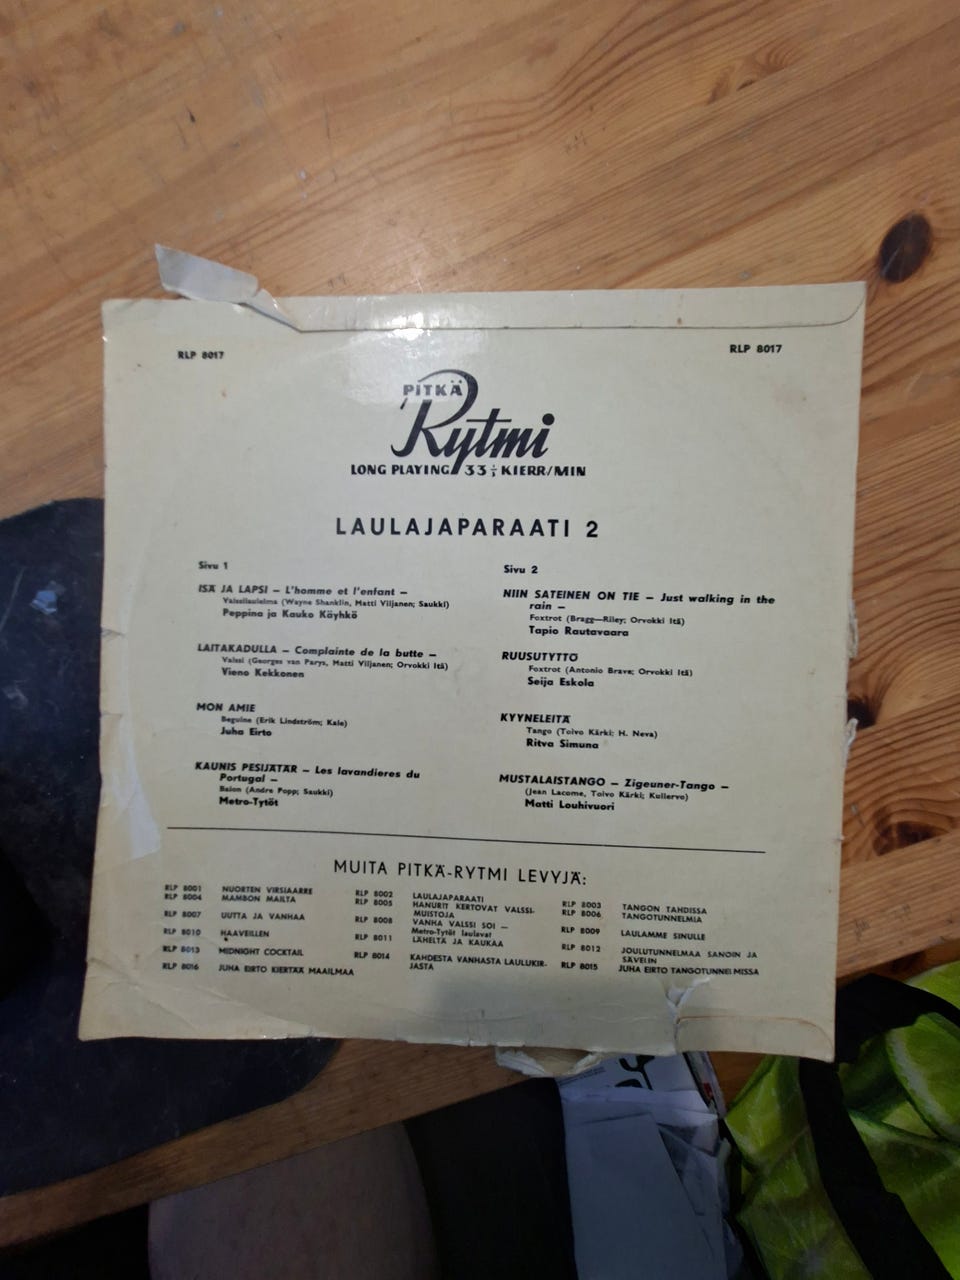 RLP 8017
RLP 8017
PITKÄ
Rytmi
LONG PLAYING 33 ⅓ KIERR/MIN
LAULAJAPARAATI 2
Sivu 1
ISÄ JA LAPSI – L'homme et l'enfant –
Valssilaulelma (Wayne Shanklin, Matti Viljanen; Saukki)
Peppina ja Kauko Käyhkö
LAITAKADULLA – Complainte de la butte –
Valssi (Georges van Parys, Matti Viljanen; Orvokki Itä)
Vieno Kekkonen
MON AMIE
Beguine (Erik Lindström; Kale)
Juha Eirto
KAUNIS PESIJÄTÄR – Les lavandieres du
Portugal –
Baion (Andre Popp; Saukki)
Metro-Tytöt
Sivu 2
NIIN SATEINEN ON TIE – Just walking in the
rain –
Foxtrot (Bragg—Riley; Orvokki Itä)
Tapio Rautavaara
RUUSUTYTTÖ
Foxtrot (Antonio Brave; Orvokki Itä)
Seija Eskola
KYYNELEITÄ
Tango (Toivo Kärki; H. Neva)
Ritva Simuna
MUSTALAISTANGO – Zigeuner-Tango –
(Jean Lacome, Toivo Kärki; Kullervo)
Matti Louhivuori
MUITA PITKÄ-RYTMI LEVYJÄ:
RLP 8001 NUORTEN VIRSIAARRE
RLP 8004 MAMBON MAILTA
RLP 8007 UUTTA JA VANHAA
RLP 8010 HAAVEILLEN
RLP 8013 MIDNIGHT COCKTAIL
RLP 8016 JUHA EIRTO KIERTÄÄ MAAILMAA
RLP 8002 LAULAJAPARAATI
RLP 8005 HANURIT KERTOVAT VALSSI-
MUISTOJA
RLP 8008 VANHA VALSSI SOI –
Metro-Tytöt laulavat
RLP 8011 LÄHELTÄ JA KAUKAA
RLP 8014 KAHDESTA VANHASTA LAULUKIR-
JASTA
RLP 8003 TANGON TAHDISSA
RLP 8006 TANGOTUNNELMIA
RLP 8009 LAULAMME SINULLE
RLP 8012 JOULUTUNNELMAA SANOIN JA
SÄVELIN
RLP 8015 JUHA EIRTO TANGOTUNNELMISSA